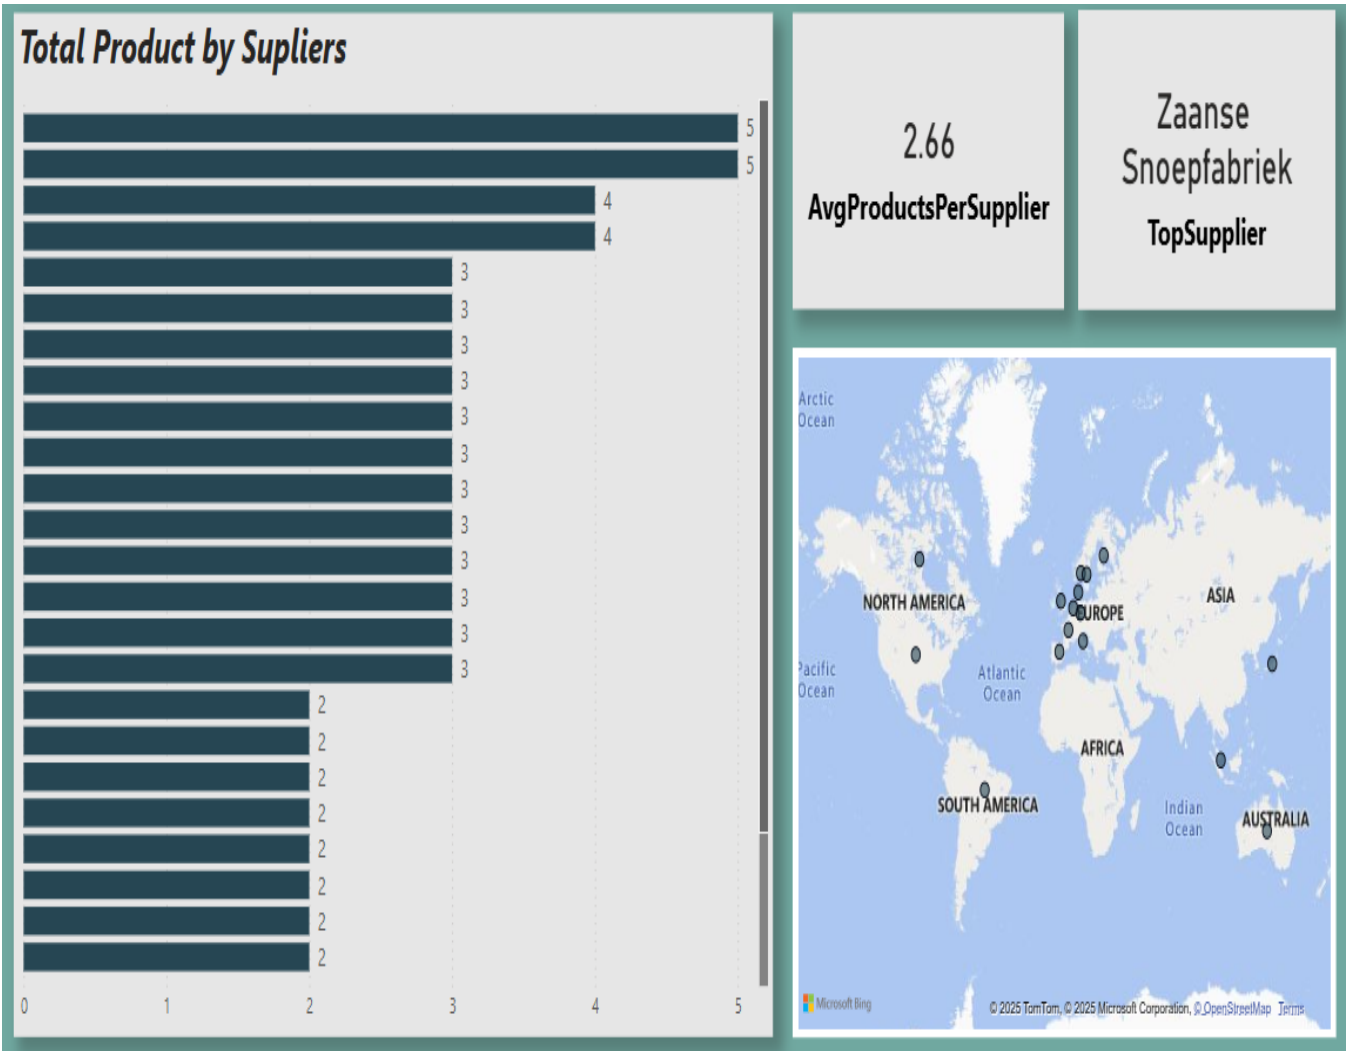 Total Product by Supliers
5
5
4
4
3
3
3
3
3
3
3
3
3
3
3
3
2
2
2
2
2
2
2
2
0 1 2 3 4 5
2.66
AvgProductsPerSupplier
Zaanse
Snoepfabriek
TopSupplier
Arctic
Ocean
NORTH AMERICA
EUROPE
ASIA
Pacific
Ocean
Atlantic
Ocean
AFRICA
SOUTH AMERICA
Indian
Ocean
AUSTRALIA
Microsoft Bing
© 2025 TomTom, © 2025 Microsoft Corporation, © OpenStreetMap Terms